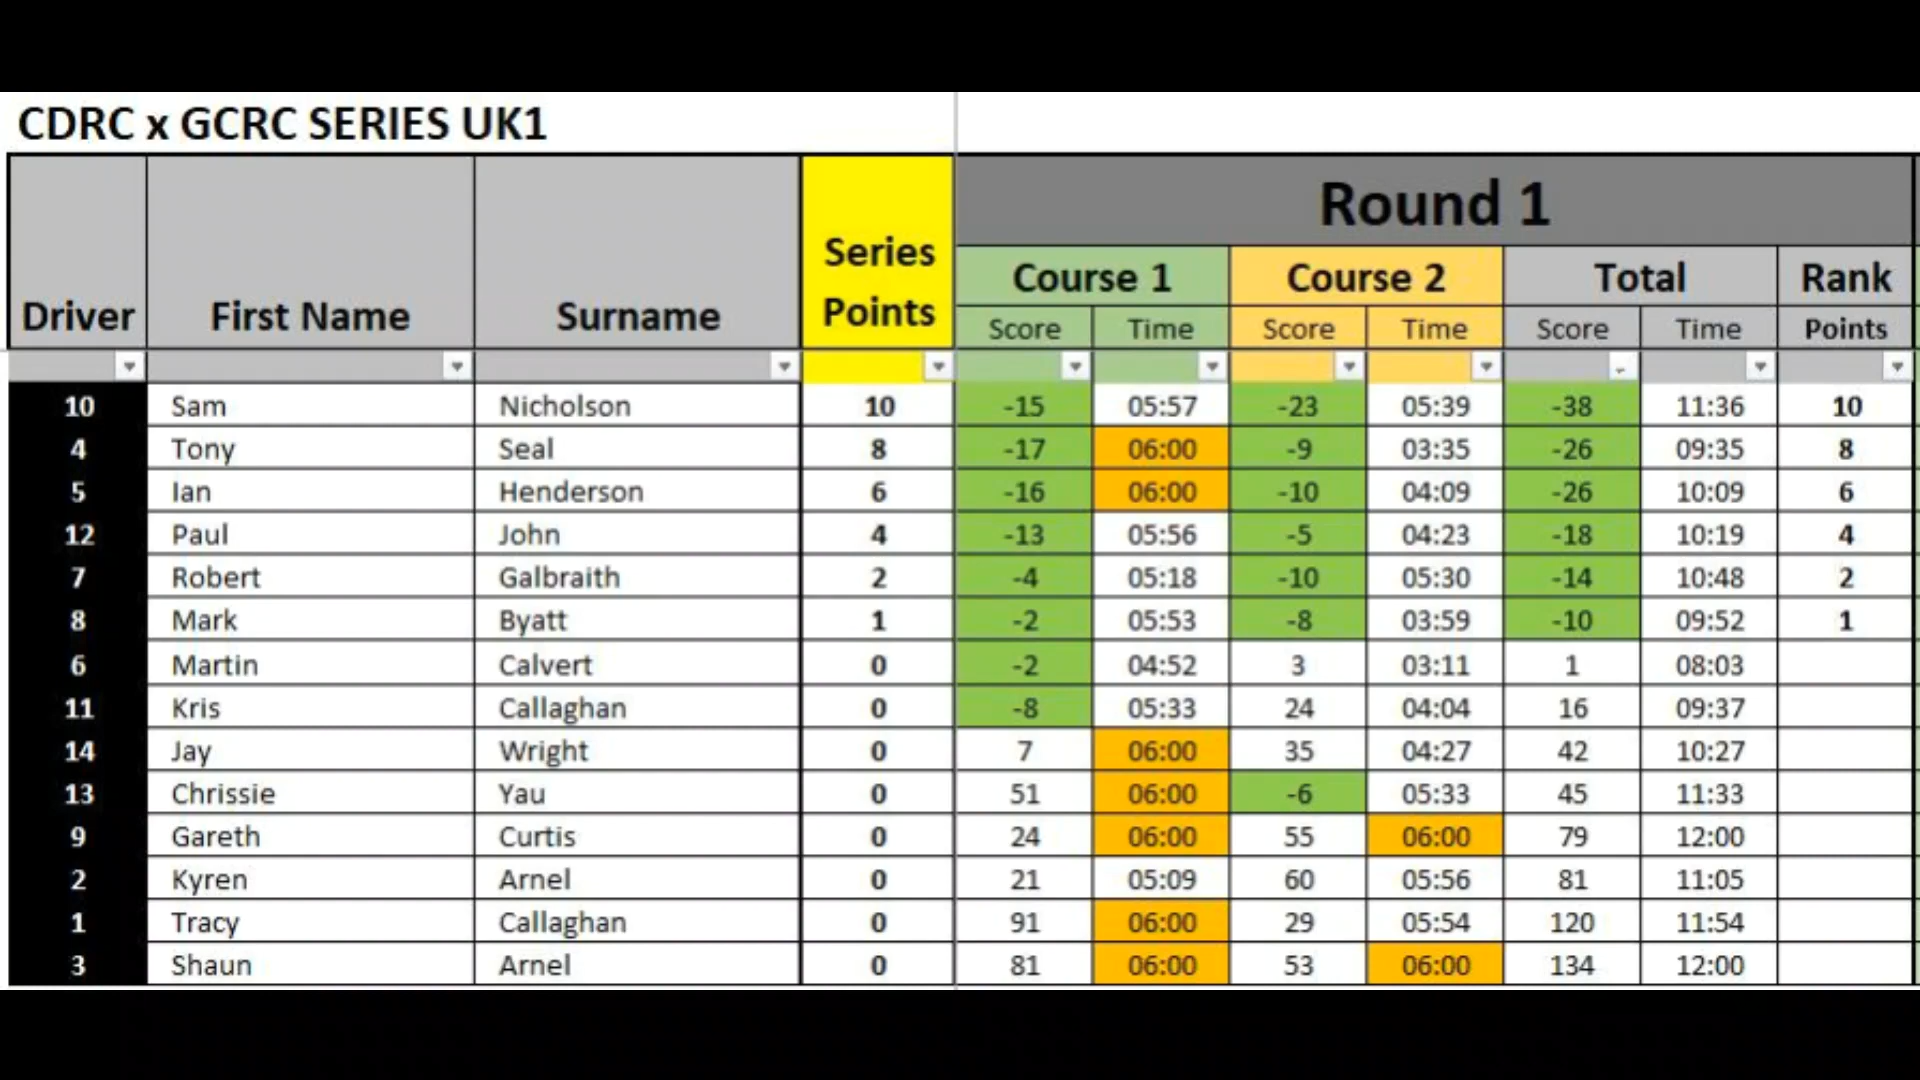 CDRC x GCRC SERIES UK1
Round 1
Driver First Name Surname Series Points Course 1 Course 2 Total Rank
Score Time Score Time Score Time Points
10 Sam Nicholson 10 -15 05:57 -23 05:39 -38 11:36 10
4 Tony Seal 8 -17 06:00 -9 03:35 -26 09:35 8
5 Ian Henderson 6 -16 06:00 -10 04:09 -26 10:09 6
12 Paul John 4 -13 05:56 -5 04:23 -18 10:19 4
7 Robert Galbraith 2 -4 05:18 -10 05:30 -14 10:48 2
8 Mark Byatt 1 -2 05:53 -8 03:59 -10 09:52 1
6 Martin Calvert 0 -2 04:52 3 03:11 1 08:03
11 Kris Callaghan 0 -8 05:33 24 04:04 16 09:37
14 Jay Wright 0 7 06:00 35 04:27 42 10:27
13 Chrissie Yau 0 51 06:00 -6 05:33 45 11:33
9 Gareth Curtis 0 24 06:00 55 06:00 79 12:00
2 Kyren Arnel 0 21 05:09 60 05:56 81 11:05
1 Tracy Callaghan 0 91 06:00 29 05:54 120 11:54
3 Shaun Arnel 0 81 06:00 53 06:00 134 12:00